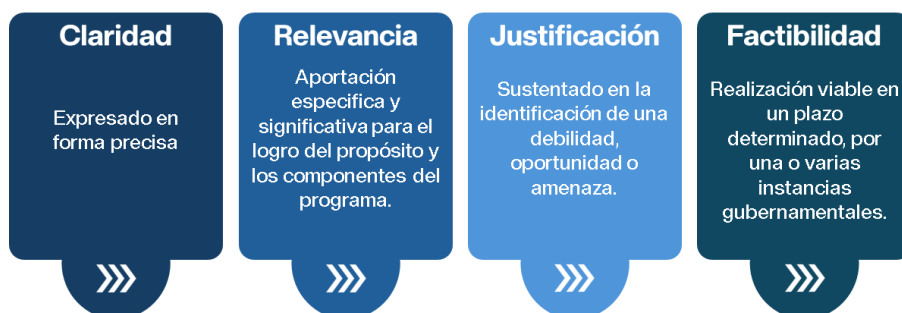 Claridad
Expresado en
forma precisa
Relevancia
Aportación
especifica y
significativa para el
logro del propósito y
los componentes del
programa.
Justificación
Sustentado en la
identificación de una
debilidad,
oportunidad o
amenaza.
Factibilidad
Realización viable en
un plazo
determinado, por
una o varias
instancias
gubernamentales.